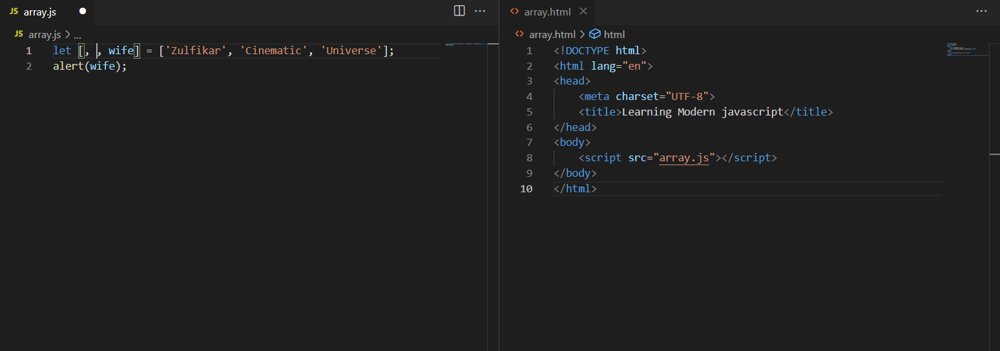 JS array.js
JS array.js > ...
1 let [, , wife] = ['Zulfikar', 'Cinematic', 'Universe'];
2 alert(wife);
<> array.html
<> array.html > html
1 <!DOCTYPE html>
2 <html lang="en">
3 <head>
4     <meta charset="UTF-8">
5     <title>Learning Modern javascript</title>
6 </head>
7 <body>
8     <script src="array.js"></script>
9 </body>
10 </html>